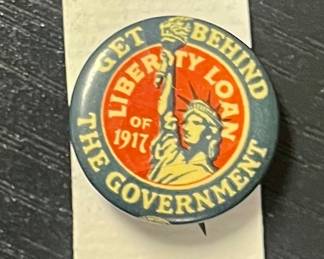 GET BEHIND
THE GOVERNMENT
LIBERTY LOAN
OF
1917